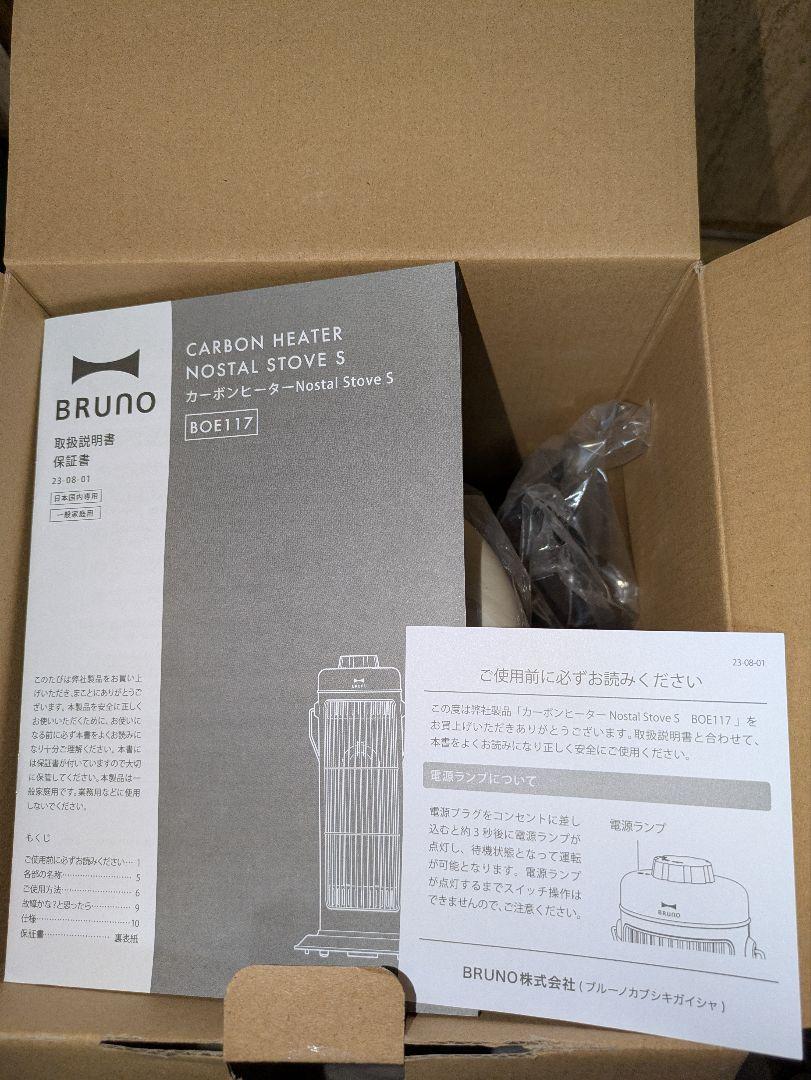 BRUNO
取扱説明書
保証書
23-08-01
日本国内専用
一般家庭用
CARBON HEATER
NOSTAL STOVE S
カーボンヒーターNostal Stove S
BOE117
このたびは弊社製品をお買い上
げいただき、まことにありがとうご
ざいます。本製品を安全に正しく
お使いいただくために、お使いに
なる前に必ず本書をよくお読みに
なり十分ご理解ください。本書に
は保証書が付いていますので大切
に保管してください。本製品は一
般家庭用です。業務用などに使用
しないでください。
もくじ
ご使用前に必ずお読みください… 1
各部の名称…………………… 5
ご使用方法…………………… 6
故障かな?と思ったら………… 9
仕様…………………………10
保証書………………… 裏表紙
BRUNO
23-08-01
ご使用前に必ずお読みください
この度は弊社製品「カーボンヒーター Nostal Stove S BOE117 」を
お買上げいただきありがとうございます。取扱説明書と合わせて、
本書をよくお読みになり正しく安全にご使用ください。
電源ランプについて
電源プラグをコンセントに差し
込むと約3秒後に電源ランプが
点灯し、待機状態となって運転
が可能となります。電源ランプ
が点灯するまでスイッチ操作は
できませんので、ご注意ください。
電源ランプ
BRUNO
BRUNO株式会社 ( ブルーノカブシキガイシャ )